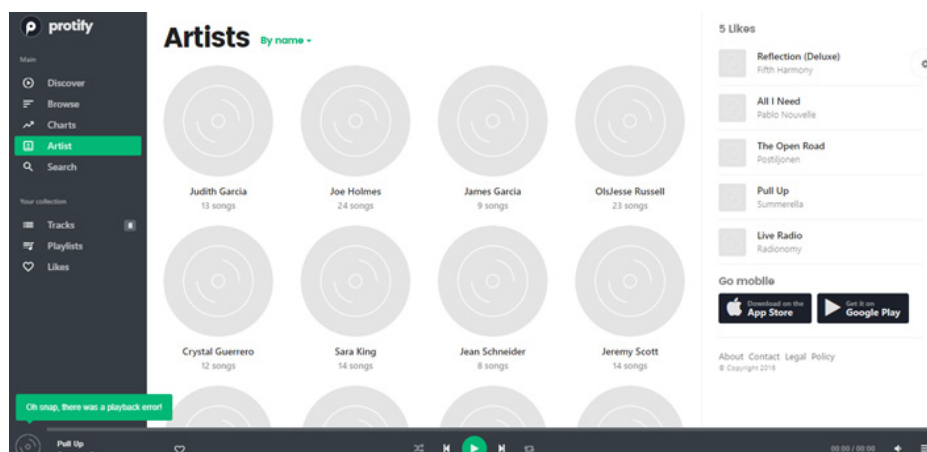 protify
Main
Discover
Browse
Charts
Artist
Search
Your collection
Tracks 8
Playlists
Likes
Artists By name
Judith Garcia
13 songs
Joe Holmes
24 songs
James Garcia
9 songs
OlsJesse Russell
23 songs
Crystal Guerrero
12 songs
Sara King
14 songs
Jean Schneider
8 songs
Jeremy Scott
14 songs
5 Likes
Reflection (Deluxe)
Fifth Harmony
All I Need
Pablo Nouvelle
The Open Road
Postiljonen
Pull Up
Summerella
Live Radio
Radionomy
Go mobile
Download on the
App Store
Get it on
Google Play
About Contact Legal Policy
© Copyright 2016
Oh snap, there was a playback error!
Pull Up
00:00 / 00:00